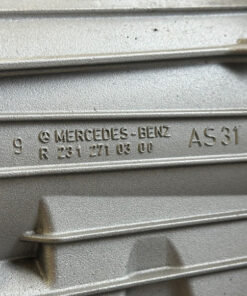 9 MERCEDES-BENZ AS31
R 231 271 03 00